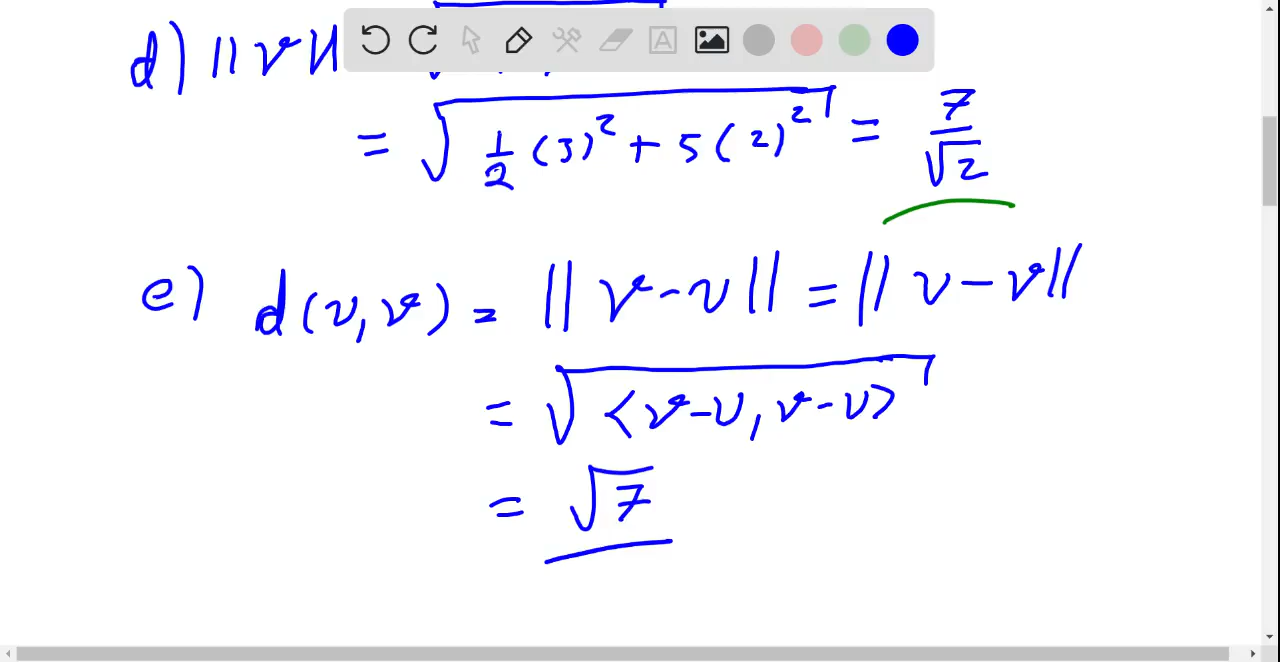 d) ||v||
= √(1/2 (3)² + 5(2)²) = 7/√2
e) d(u,v) = ||v-u|| = ||u-v||
= √<v-u, v-u>
= √7